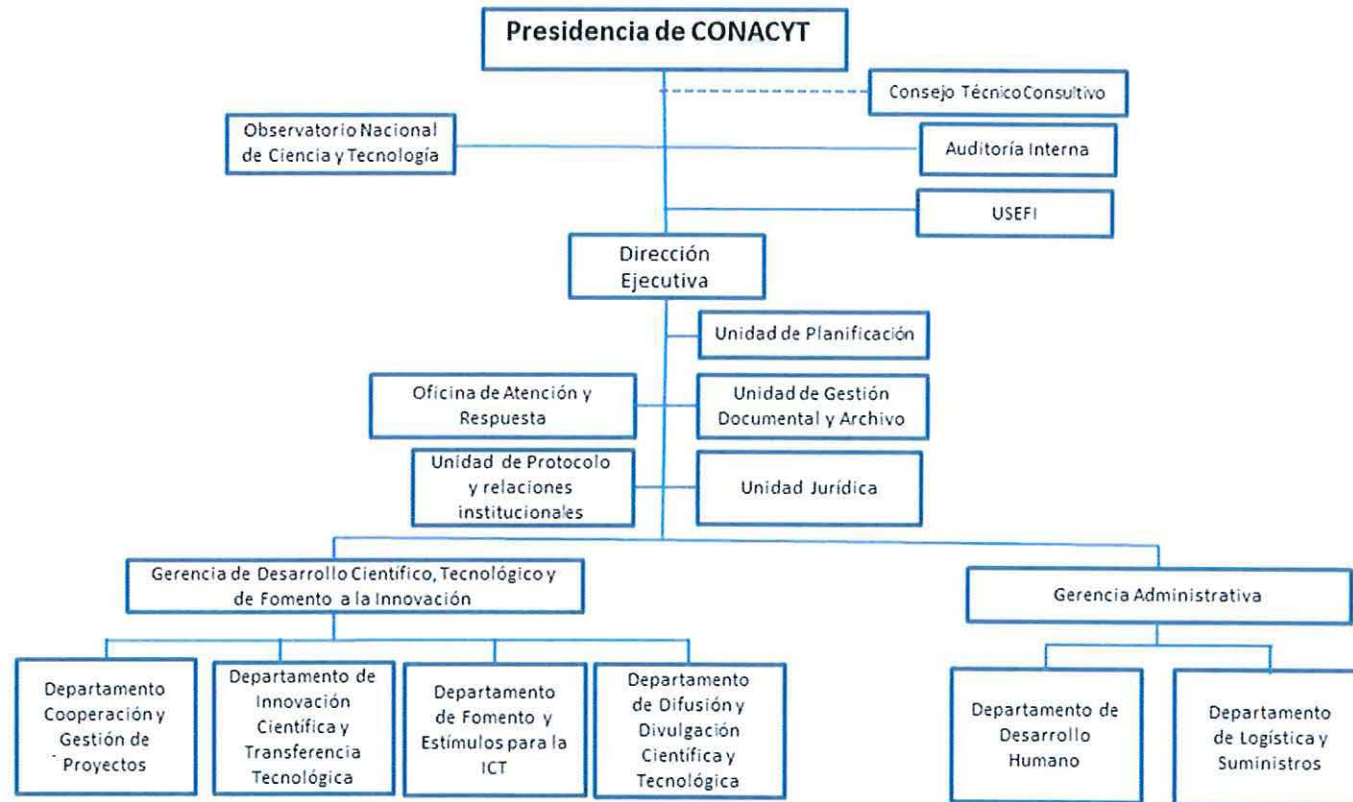 Presidencia de CONACYT
Consejo Técnico Consultivo
Observatorio Nacional
de Ciencia y Tecnología
Auditoría Interna
USEFI
Dirección
Ejecutiva
Unidad de Planificación
Oficina de Atención y
Respuesta
Unidad de Gestión
Documental y Archivo
Unidad de Protocolo
y relaciones
institucionales
Unidad Jurídica
Gerencia de Desarrollo Científico, Tecnológico y
de Fomento a la Innovación
Gerencia Administrativa
Departamento
Cooperación y
Gestión de
Proyectos
Departamento de
Innovación
Científica y
Transferencia
Tecnológica
Departamento
de Fomento y
Estímulos para la
ICT
Departamento
de Difusión y
Divulgación
Científica y
Tecnológica
Departamento de
Desarrollo
Humano
Departamento
de Logística y
Suministros